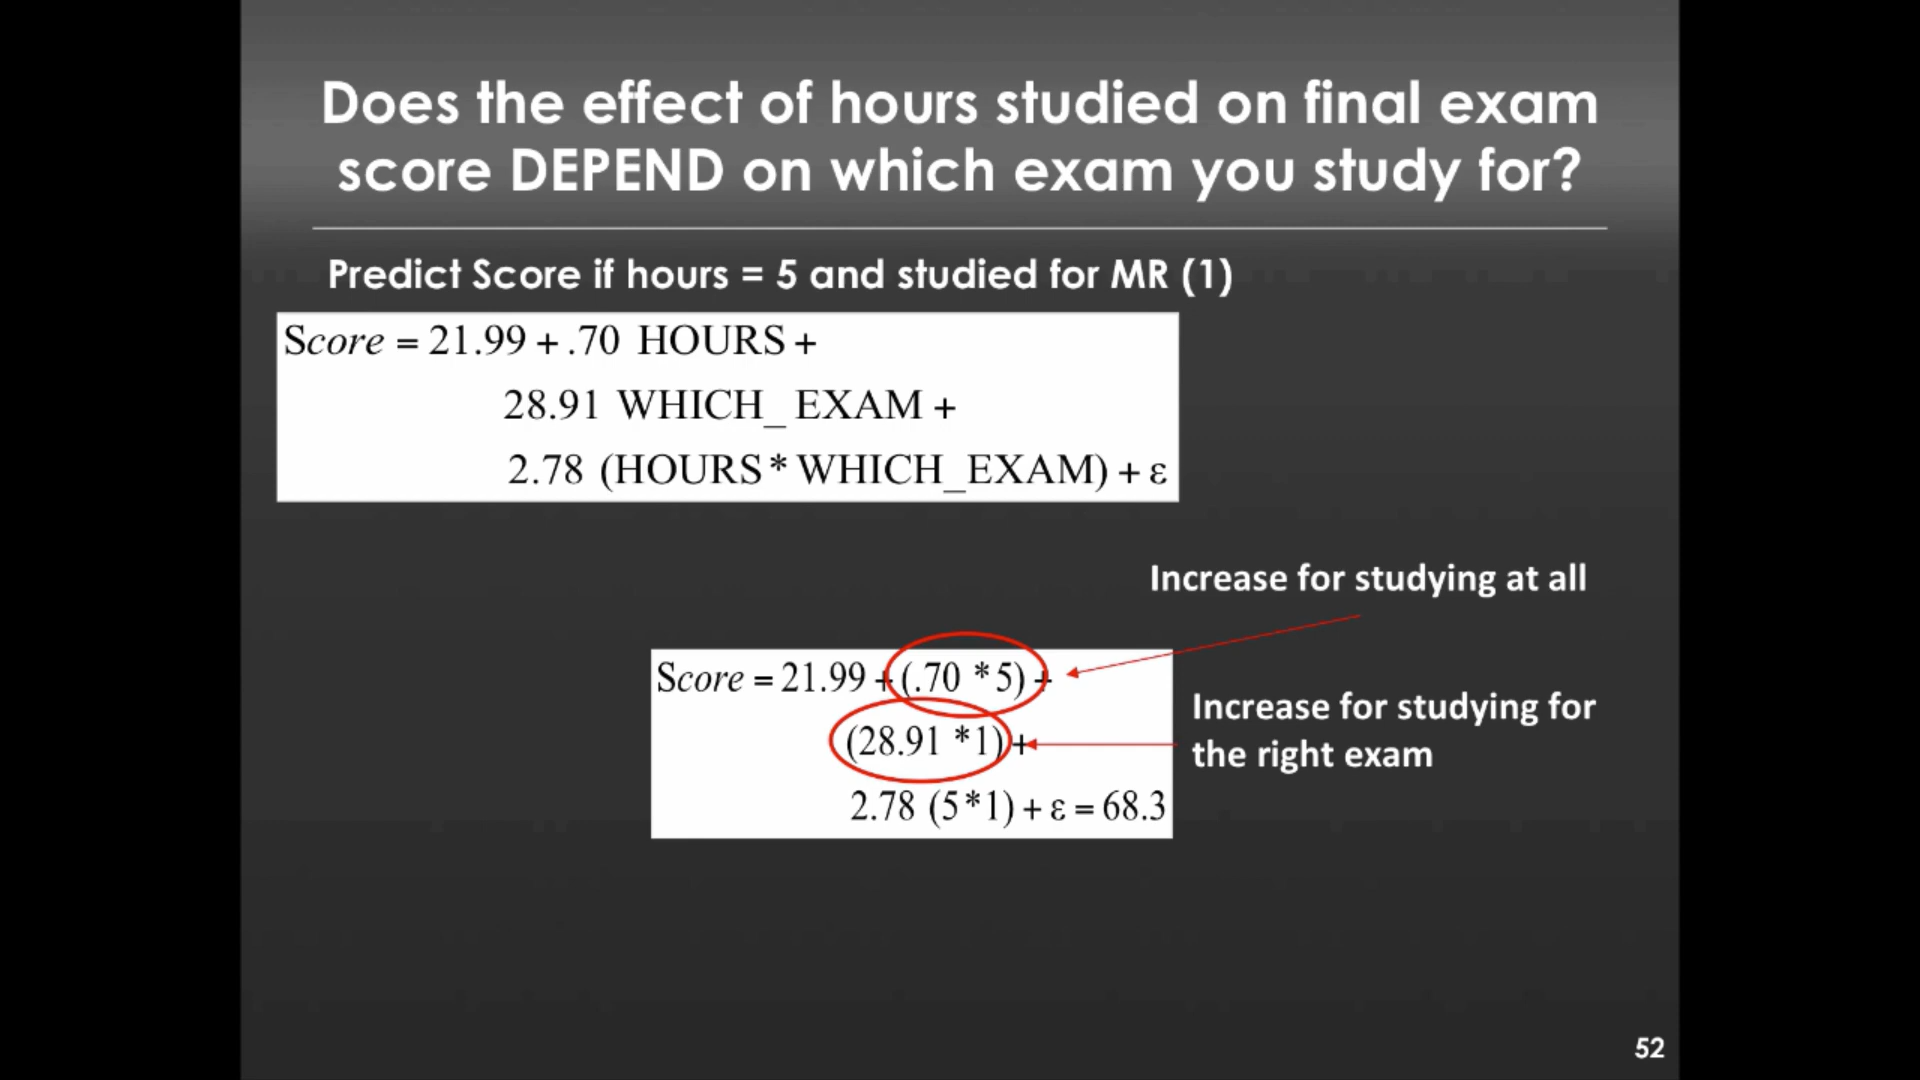 Does the effect of hours studied on final exam
score DEPEND on which exam you study for?
Predict Score if hours = 5 and studied for MR (1)
Score = 21.99 + .70 HOURS +
28.91 WHICH_ EXAM +
2.78 (HOURS * WHICH_EXAM) + ε
Increase for studying at all
Score = 21.99 + (.70 * 5) +
(28.91 * 1) +
2.78 (5 * 1) + ε = 68.3
Increase for studying for
the right exam
52